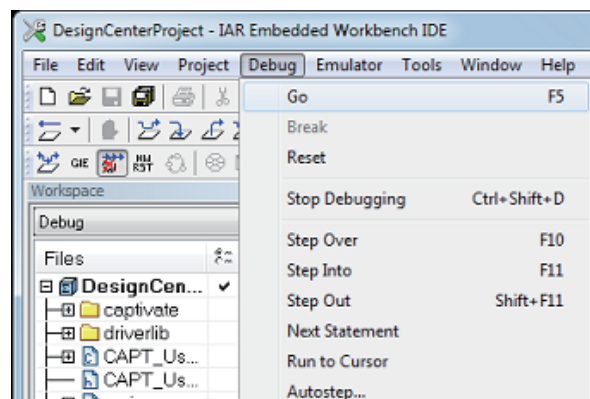 DesignCenterProject - IAR Embedded Workbench IDE
File Edit View Project Debug Emulator Tools Window Help
Go F5
Break
Reset
GIE RST
Workspace
Stop Debugging Ctrl+Shift+D
Debug
Step Over F10
Files
Step Into F11
DesignCen...
Step Out Shift+F11
captivate
driverlib
Next Statement
CAPT_Us...
Run to Cursor
CAPT_Us...
Autostep...